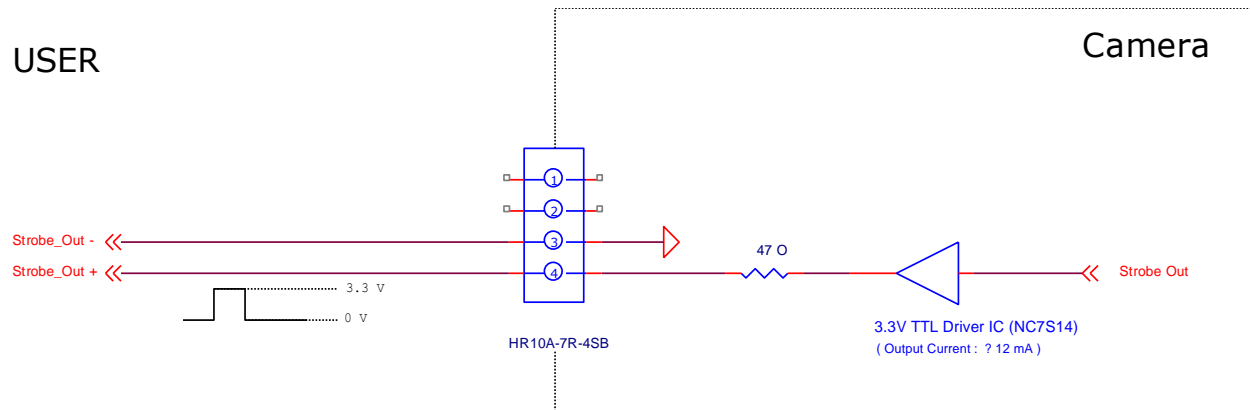 USER
Camera
1
2
Strobe_Out -
3
47 O
Strobe_Out +
4
Strobe Out
3.3 V
0 V
3.3V TTL Driver IC (NC7S14)
HR10A-7R-4SB
( Output Current : ? 12 mA )